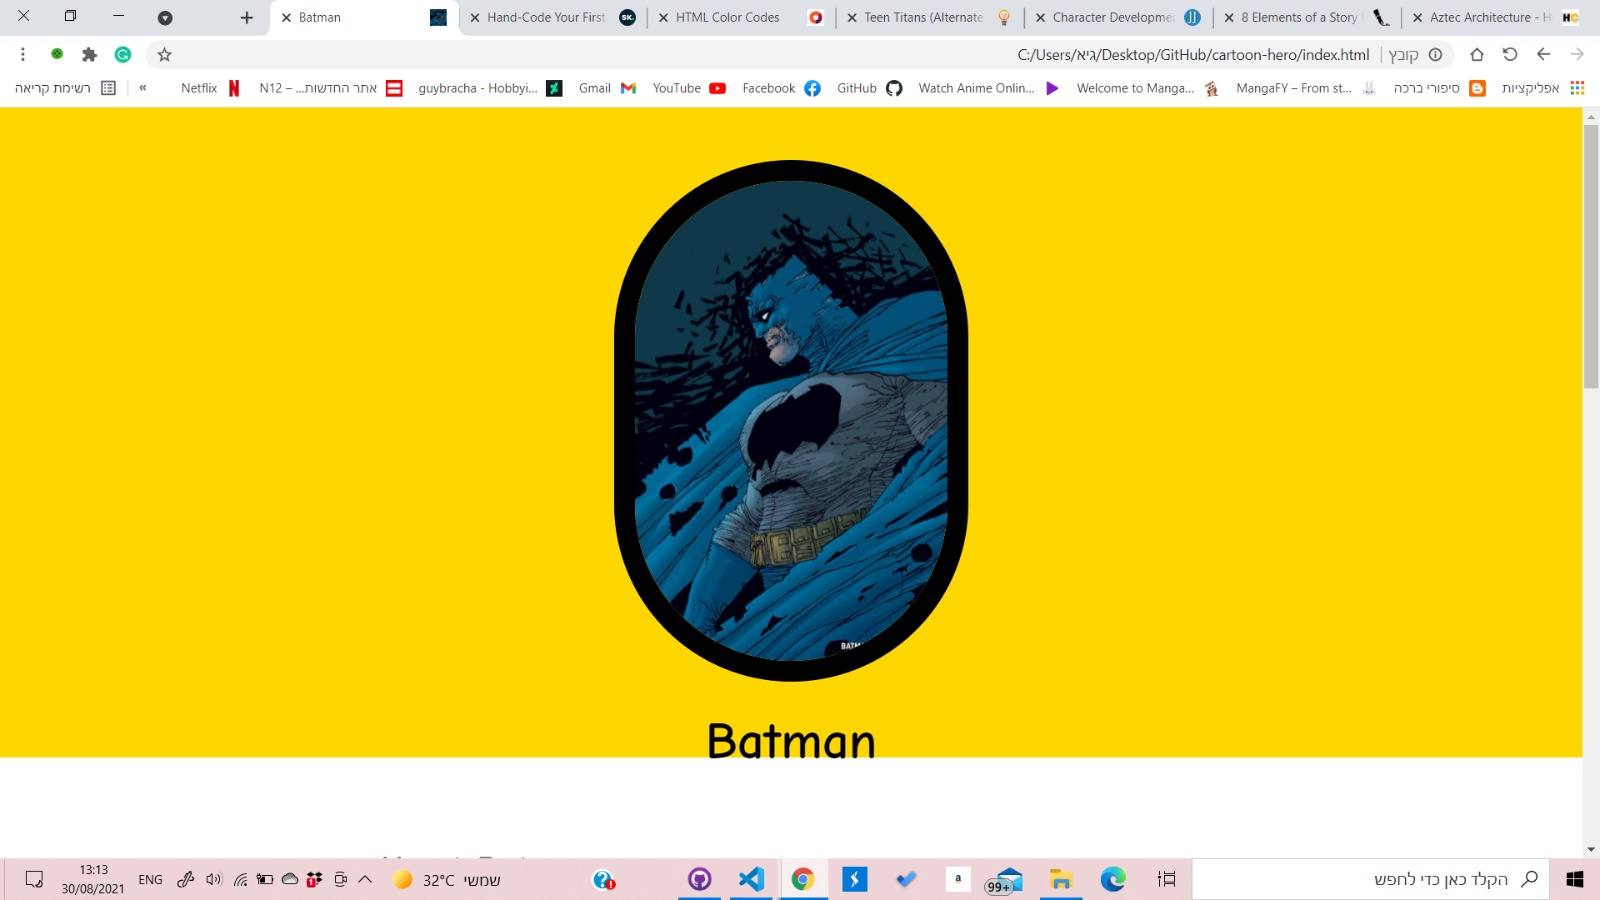 Batman
Hand-Code Your First
SK.
HTML Color Codes
Teen Titans (Alternate
Character Developme
8 Elements of a Story
Aztec Architecture - H
HC
C:/Users/גיא/Desktop/GitHub/cartoon-hero/index.html
קובץ
רשימת קריאה
»
Netflix
N12 – אתר החדשות...
guybracha - Hobbyi...
Gmail
YouTube
Facebook
GitHub
Watch Anime Onlin...
Welcome to Manga...
MangaFY – From st...
סיפורי ברכה
אפליקציות
Batman
13:13
30/08/2021
ENG
32°C
שמשי
99+
הקלד כאן כדי לחפש